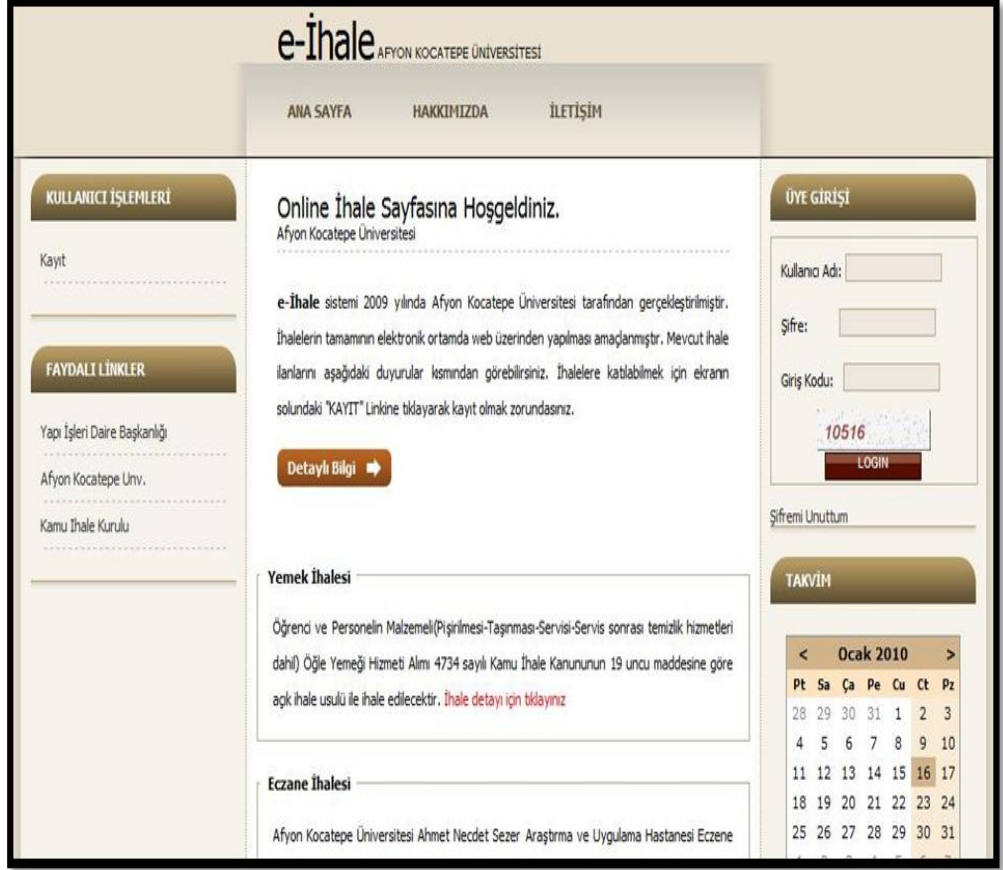 e-İhale AFYON KOCATEPE ÜNİVERSİTESİ
ANA SAYFA HAKKIMIZDA İLETİŞİM
KULLANICI İŞLEMLERİ
Kayıt
FAYDALI LİNKLER
Yapı İşleri Daire Başkanlığı
Afyon Kocatepe Unv.
Kamu Ihale Kurulu
Online İhale Sayfasına Hoşgeldiniz.
Afyon Kocatepe Üniversitesi
e-İhale sistemi 2009 yılında Afyon Kocatepe Üniversitesi tarafından gerçekleştirilmiştir.
İhalelerin tamamının elektronik ortamda web üzerinden yapılması amaçlanmıştır. Mevcut ihale
ilanlarını aşağıdaki duyurular kısmından görebilirsiniz. İhalelere katılabilmek için ekranın
solundaki "KAYIT" Linkine tıklayarak kayıt olmak zorundasınız.
Detaylı Bilgi
Yemek İhalesi
Öğrenci ve Personelin Malzemeli(Pişirilmesi-Taşınması-Servisi-Servis sonrası temizlik hizmetleri
dahil) Öğle Yemeği Hizmeti Alımı 4734 sayılı Kamu İhale Kanununun 19 uncu maddesine göre
açık ihale usulü ile ihale edilecektir. İhale detayı için tıklayınız
Eczane İhalesi
Afyon Kocatepe Üniversitesi Ahmet Necdet Sezer Araştırma ve Uygulama Hastanesi Eczene
ÜYE GİRİŞİ
Kullanıcı Adı:
Şifre:
Giriş Kodu:
10516
LOGIN
Şifremi Unuttum
TAKVİM
< Ocak 2010 >
Pt Sa Ça Pe Cu Ct Pz
28 29 30 31 1 2 3
4 5 6 7 8 9 10
11 12 13 14 15 16 17
18 19 20 21 22 23 24
25 26 27 28 29 30 31